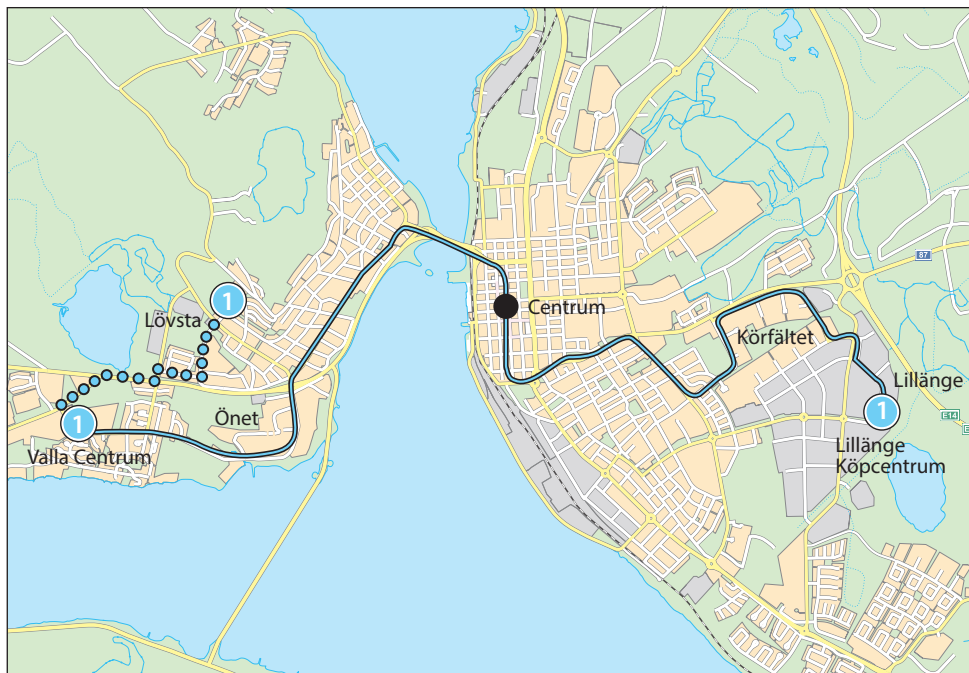 87
1
Lövsta
Centrum
Körfältet
Lillänge
1
E14
Önet
1
Valla Centrum
Lillänge
Köpcentrum